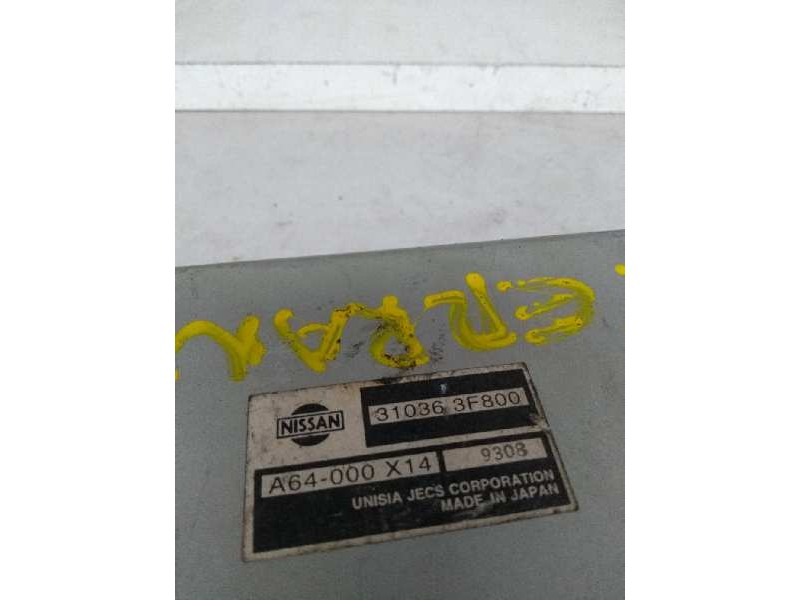 NISSAN
31036 3F800
A64-000 X14
9308
UNISIA JECS CORPORATION
MADE IN JAPAN